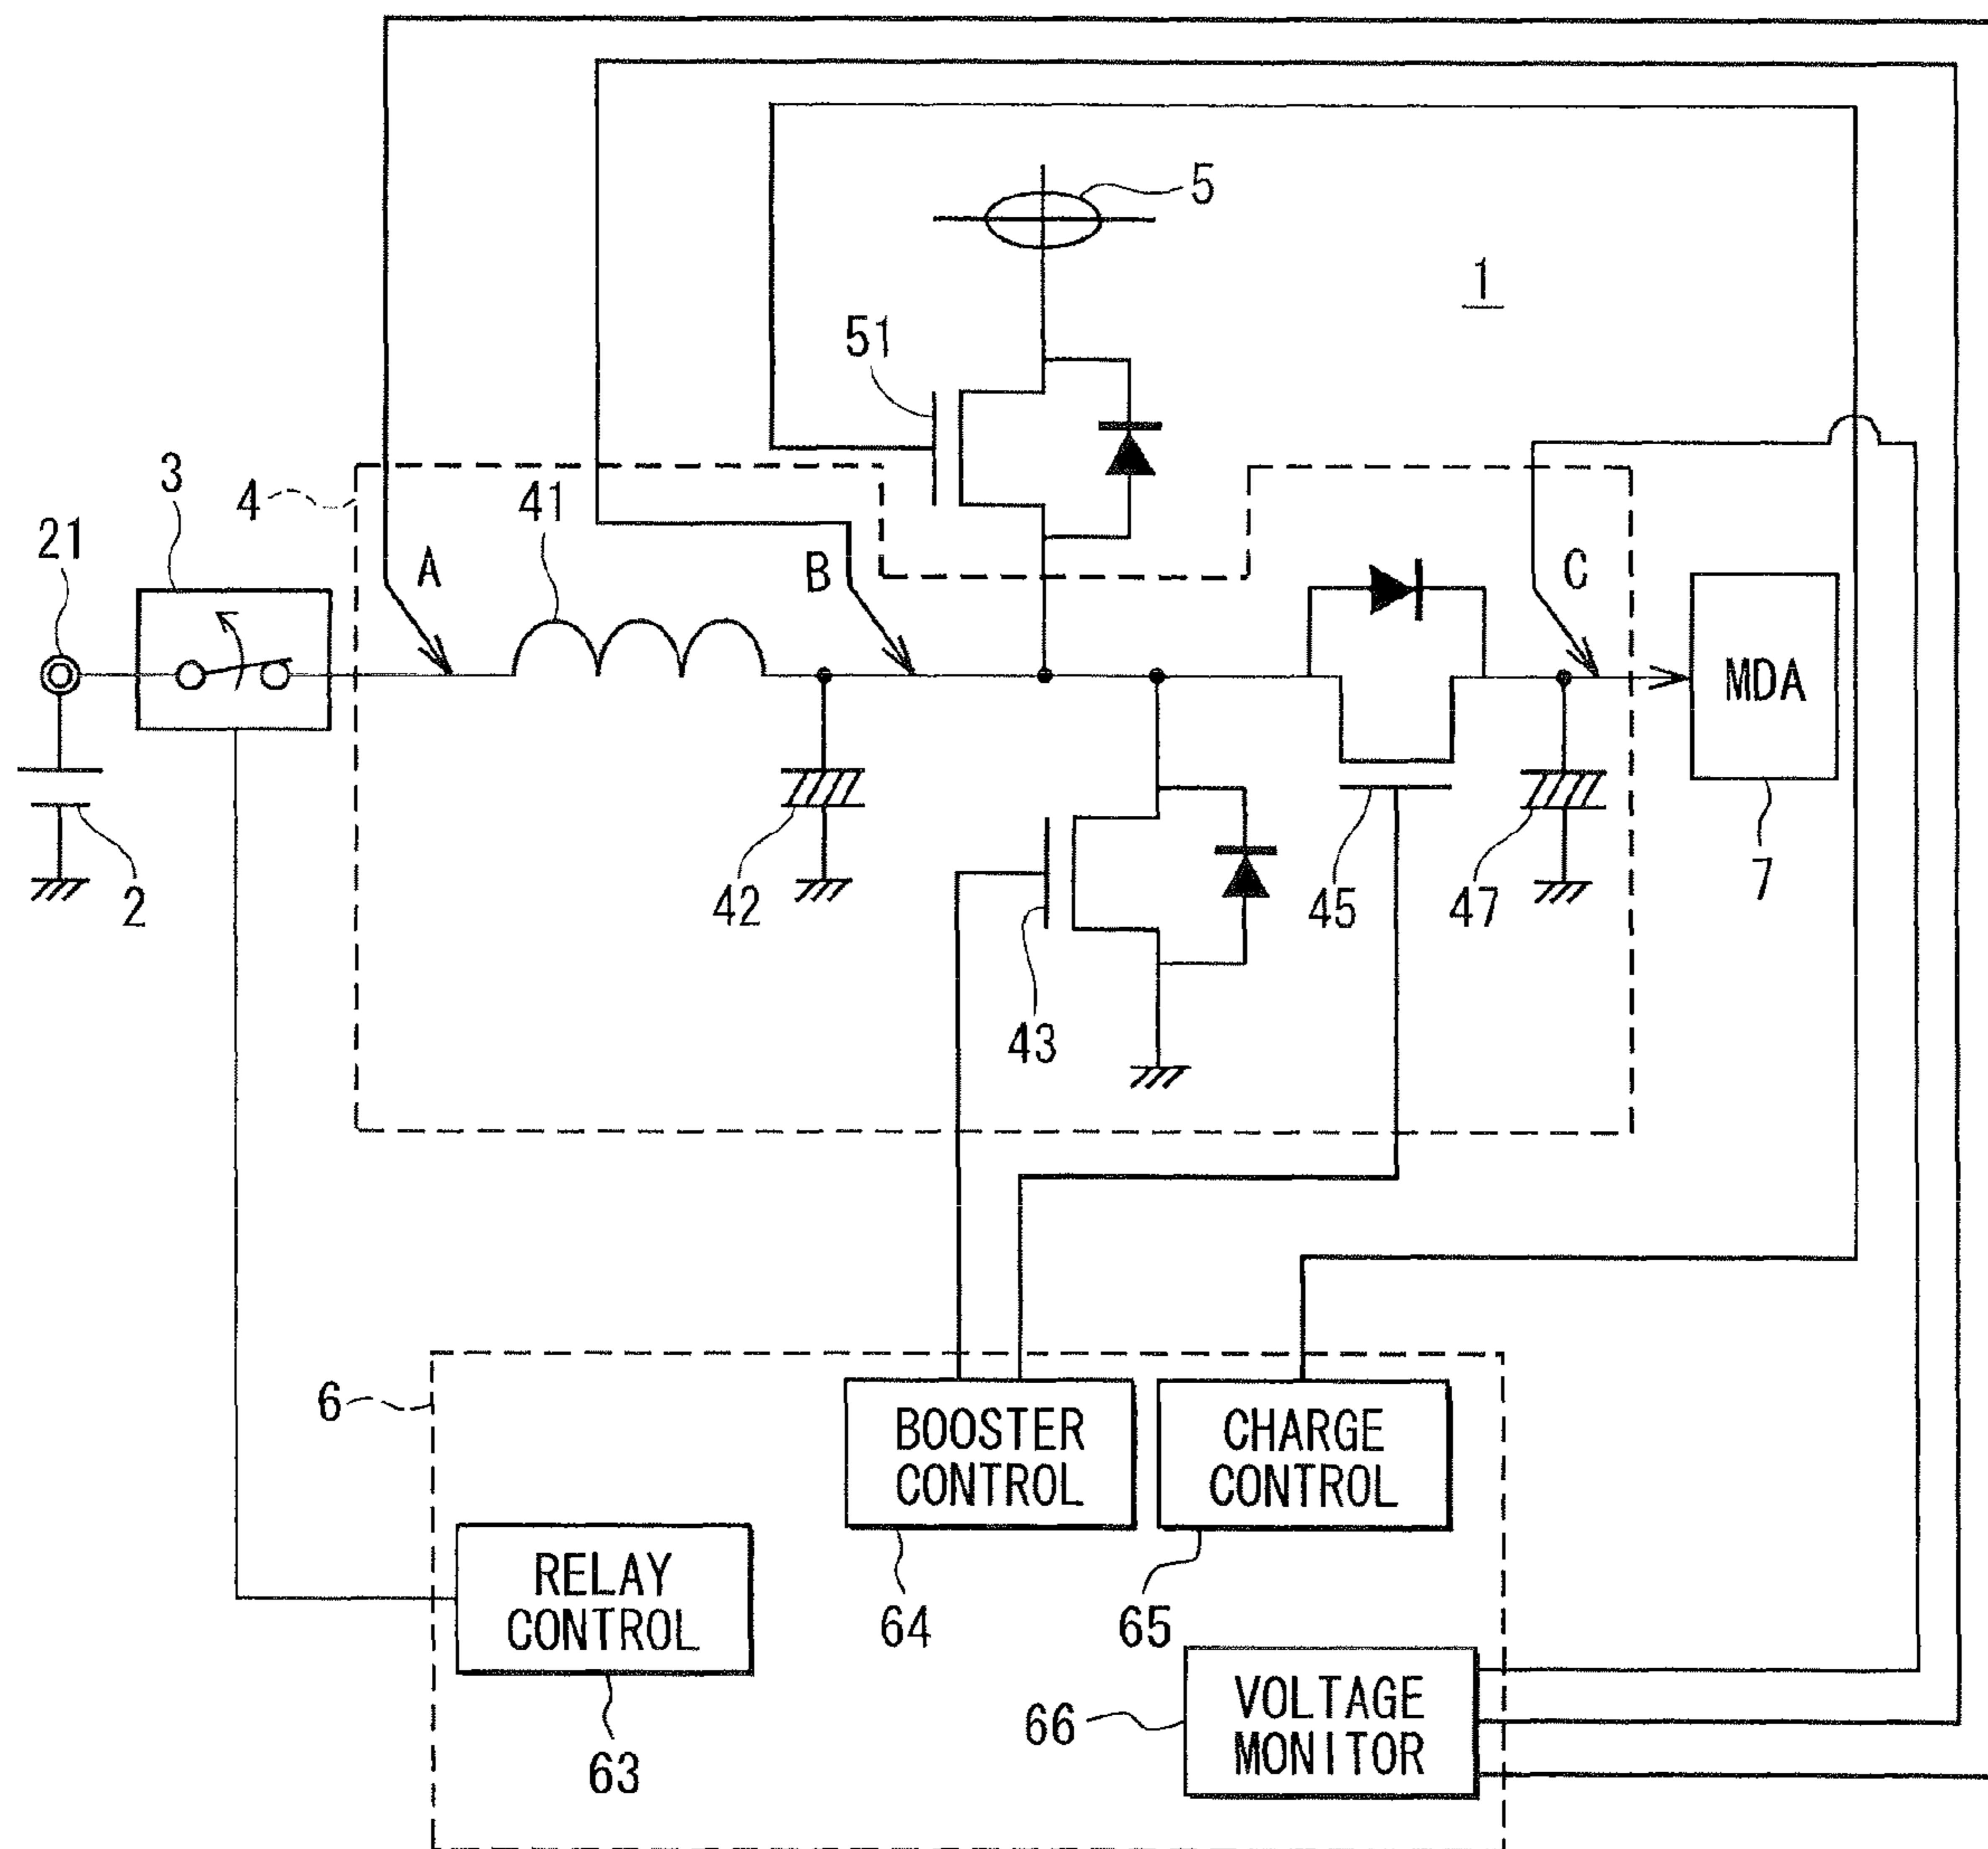 5
1
51
3
4
41
21
A
B
C
MDA
2
42
45
47
7
43
6
BOOSTER
CONTROL
CHARGE
CONTROL
RELAY
CONTROL
64
65
VOLTAGE
MONITOR
66
63